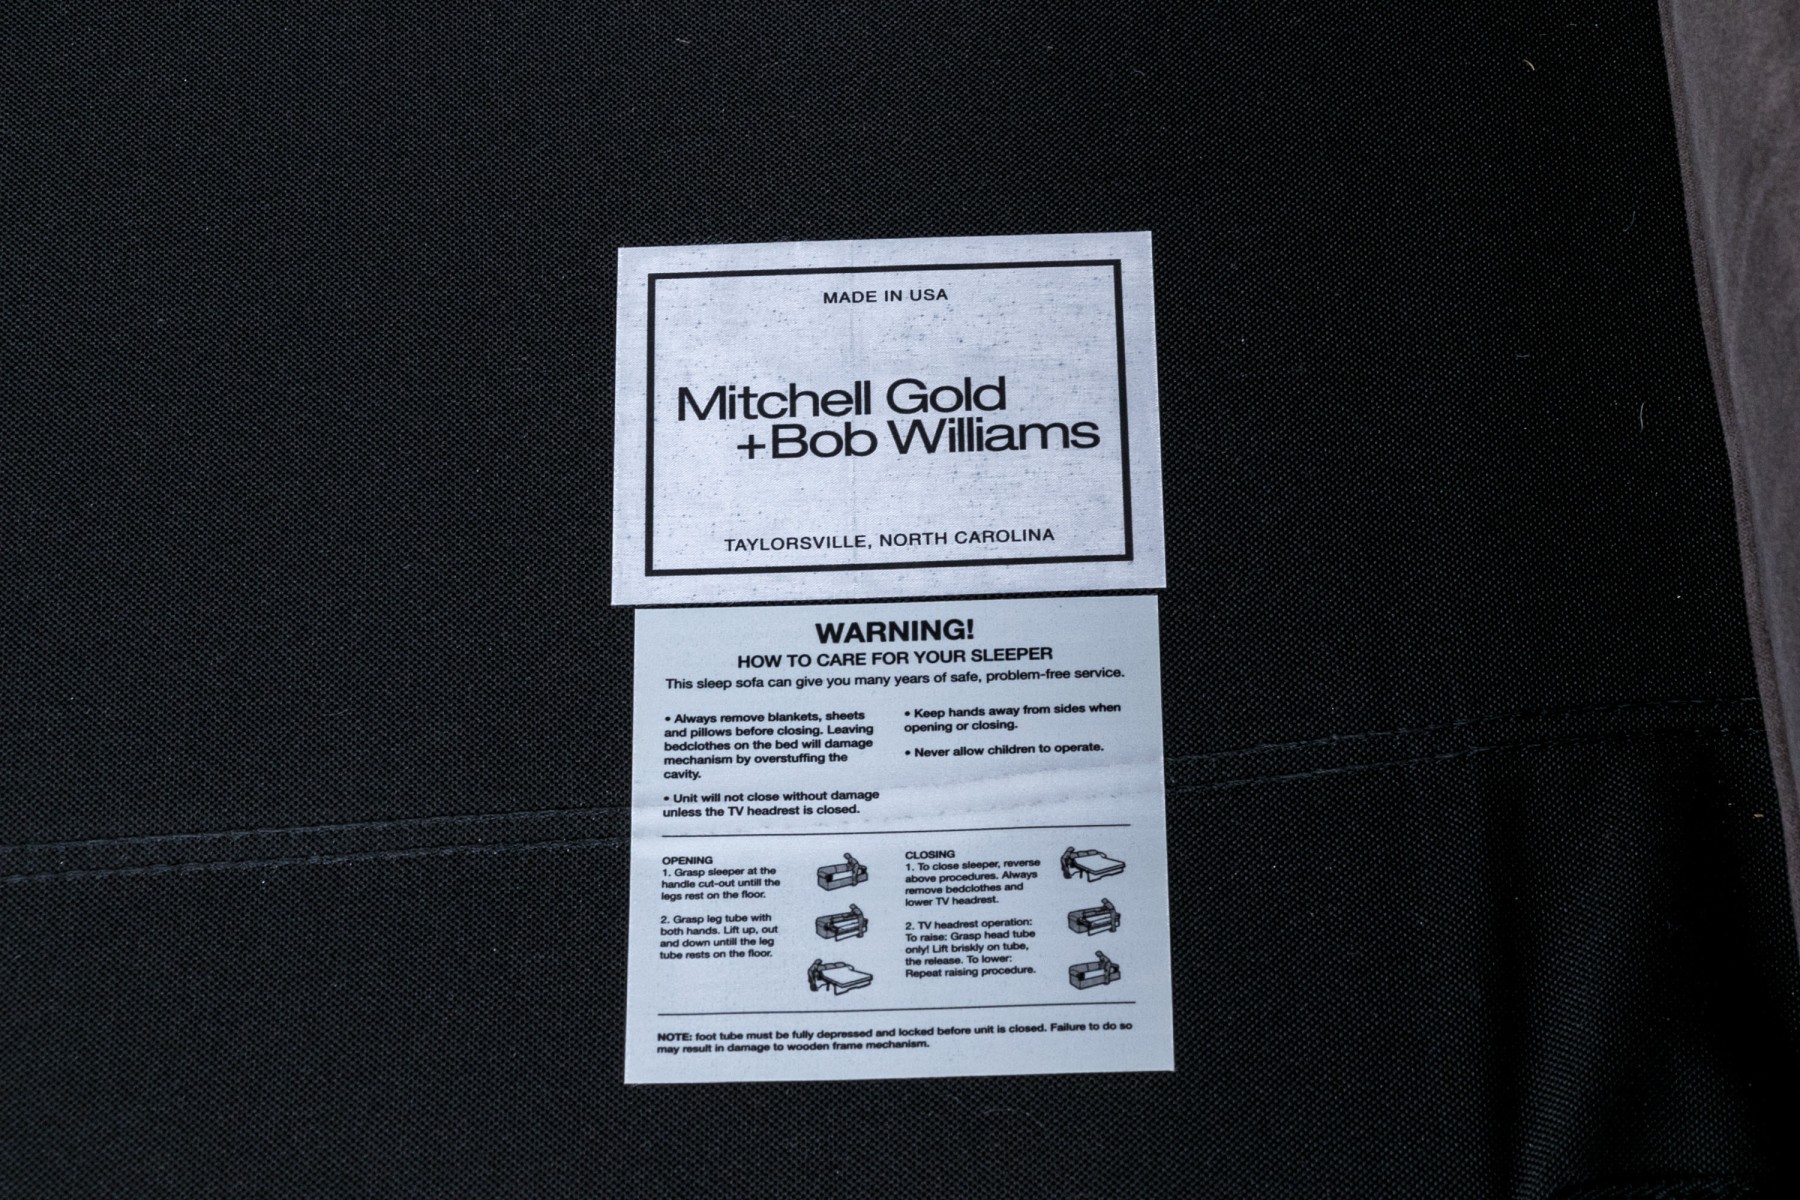 MADE IN USA
Mitchell Gold
+Bob Williams
TAYLORSVILLE, NORTH CAROLINA
WARNING!
HOW TO CARE FOR YOUR SLEEPER
This sleep sofa can give you many years of safe, problem-free service.
• Always remove blankets, sheets
and pillows before closing. Leaving
bedclothes on the bed will damage
mechanism by overstuffing the
cavity.
• Unit will not close without damage
unless the TV headrest is closed.
• Keep hands away from sides when
opening or closing.
• Never allow children to operate.
OPENING
1. Grasp sleeper at the
handle cut-out untill the
legs rest on the floor.
2. Grasp leg tube with
both hands. Lift up, out
and down untill the leg
tube rests on the floor.
CLOSING
1. To close sleeper, reverse
above procedures. Always
remove bedclothes and
lower TV headrest.
2. TV headrest operation:
To raise: Grasp head tube
only! Lift briskly on tube,
the release. To lower:
Repeat raising procedure.
NOTE: foot tube must be fully depressed and locked before unit is closed. Failure to do so
may result in damage to wooden frame mechanism.